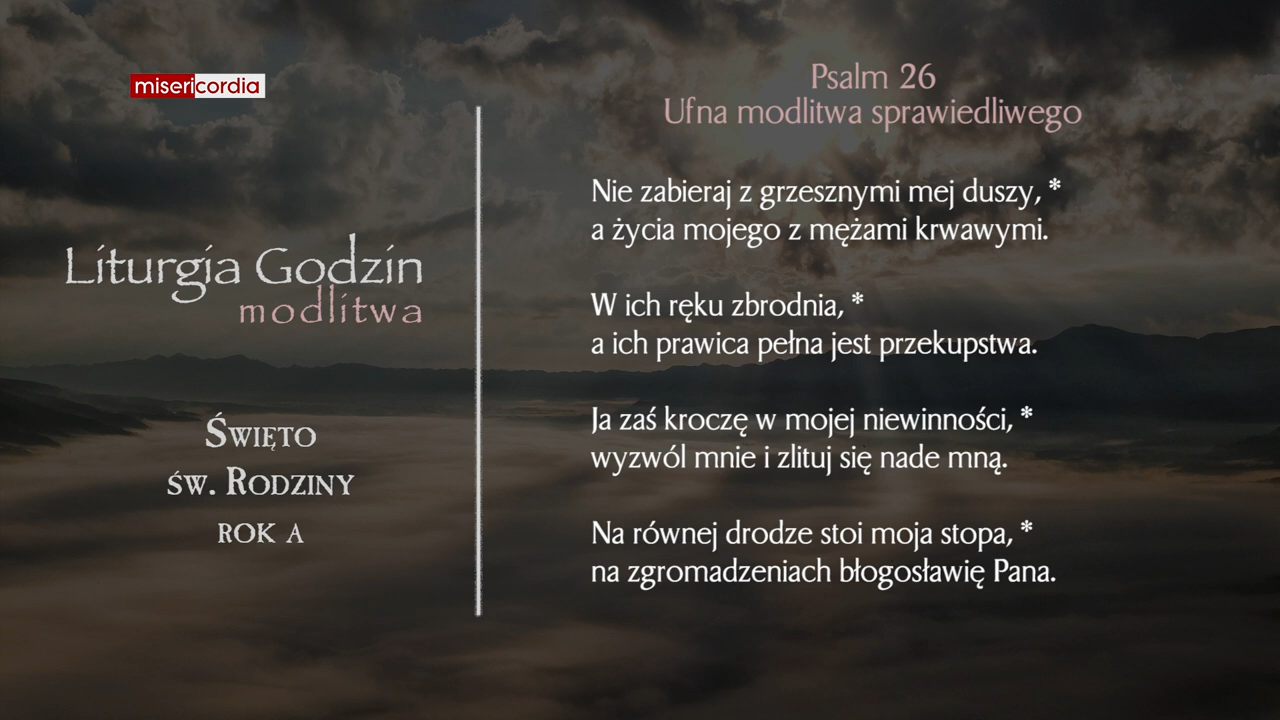 misericordia
Liturgia Godzin
modlitwa
Święto
św. Rodziny
rok A
Psalm 26
Ufna modlitwa sprawiedliwego
Nie zabieraj z grzesznymi mej duszy, *
a życia mojego z mężami krwawymi.
W ich ręku zbrodnia, *
a ich prawica pełna jest przekupstwa.
Ja zaś kroczę w mojej niewinności, *
wyzwól mnie i zlituj się nade mną.
Na równej drodze stoi moja stopa, *
na zgromadzeniach błogosławię Pana.